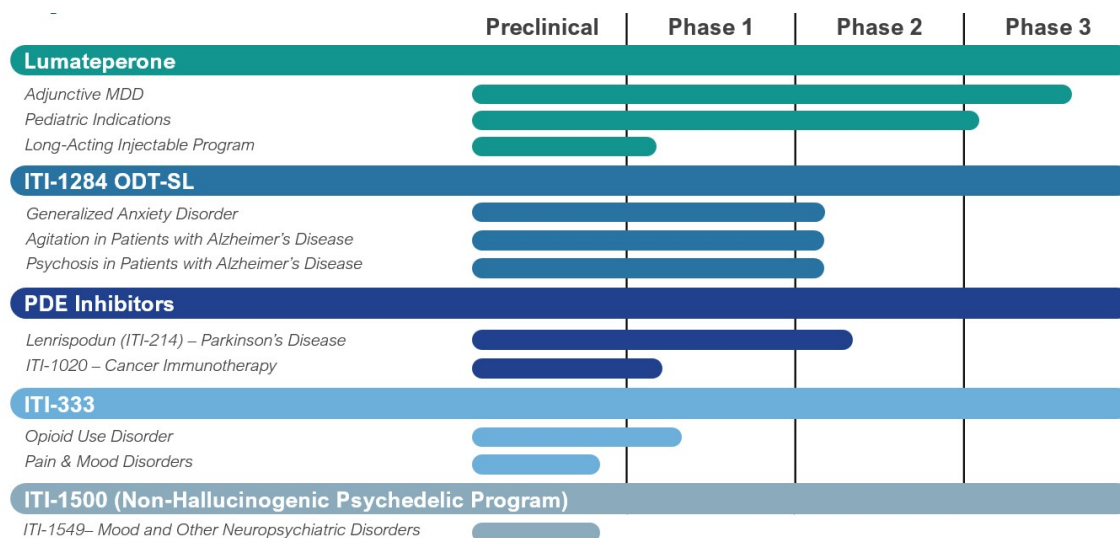 Preclinical Phase 1 Phase 2 Phase 3
Lumateperone
Adjunctive MDD
Pediatric Indications
Long-Acting Injectable Program
ITI-1284 ODT-SL
Generalized Anxiety Disorder
Agitation in Patients with Alzheimer’s Disease
Psychosis in Patients with Alzheimer’s Disease
PDE Inhibitors
Lenrispodun (ITI-214) – Parkinson’s Disease
ITI-1020 – Cancer Immunotherapy
ITI-333
Opioid Use Disorder
Pain & Mood Disorders
ITI-1500 (Non-Hallucinogenic Psychedelic Program)
ITI-1549– Mood and Other Neuropsychiatric Disorders